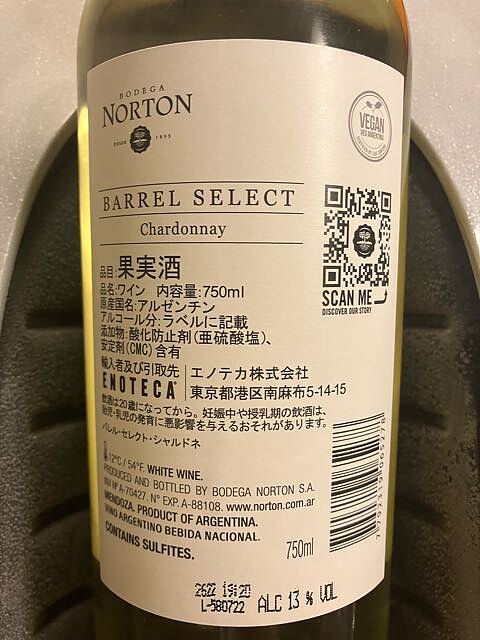 BODEGA
NORTON
DESDE 1895
VEGAN
BARREL SELECT
Chardonnay
品目:果実酒
品名:ワイン 内容量:750ml
原産国名:アルゼンチン
アルコール分:ラベルに記載
添加物:酸化防止剤(亜硫酸塩)、
安定剤(CMC)含有
SCAN ME
DISCOVER OUR STORY
輸入者及び引取先
ENOTECA
エノテカ株式会社
東京都港区南麻布5-14-15
飲酒は20歳になってから。妊娠中や授乳期の飲酒は、
胎児・乳児の発育に悪影響を与えるおそれがあります。
バレル・セレクト・シャルドネ
12°C / 54°F. WHITE WINE.
PRODUCED AND BOTTLED BY BODEGA NORTON S.A.
INV Nº A-70427. N° EXP. A-88108. www.norton.com.ar
MENDOZA. PRODUCT OF ARGENTINA.
VINO ARGENTINO BEBIDA NACIONAL.
CONTAINS SULFITES.
750ml
2622 19:20
L-580722 ALC 13 % VOL